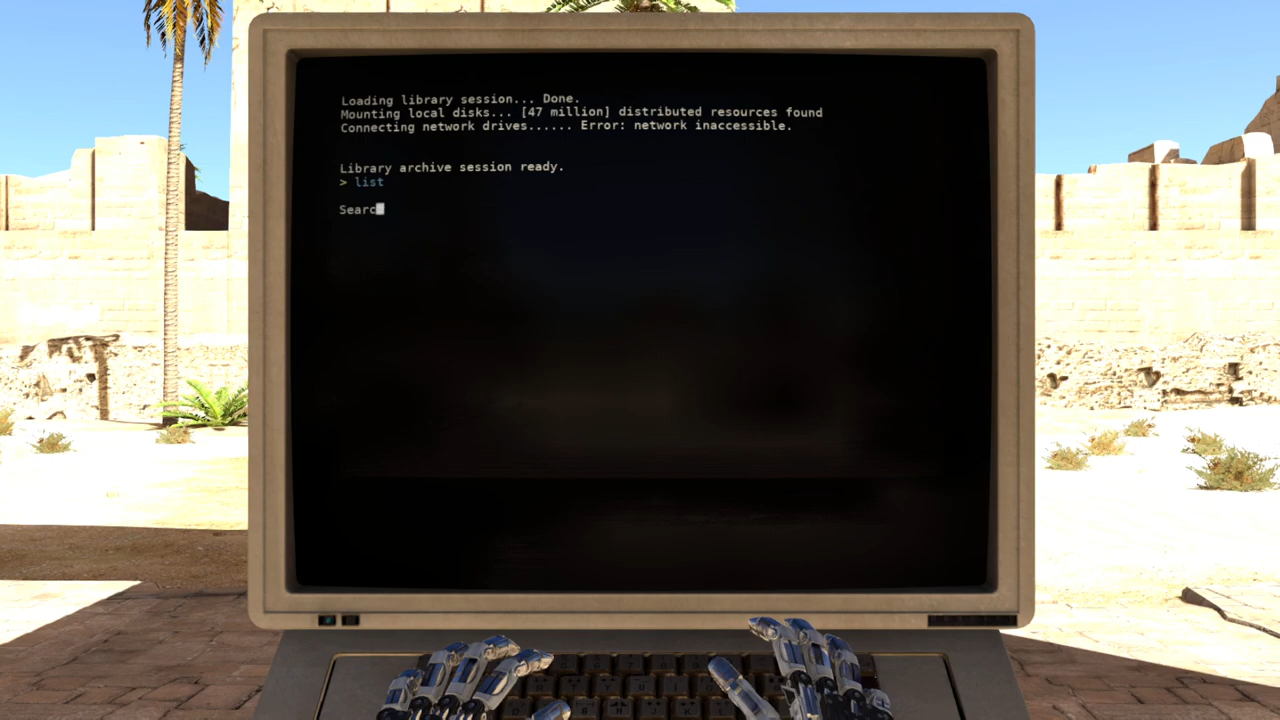 Loading library session... Done.
Mounting local disks... [47 million] distributed resources found
Connecting network drives...... Error: network inaccessible.
Library archive session ready.
> list
Searc